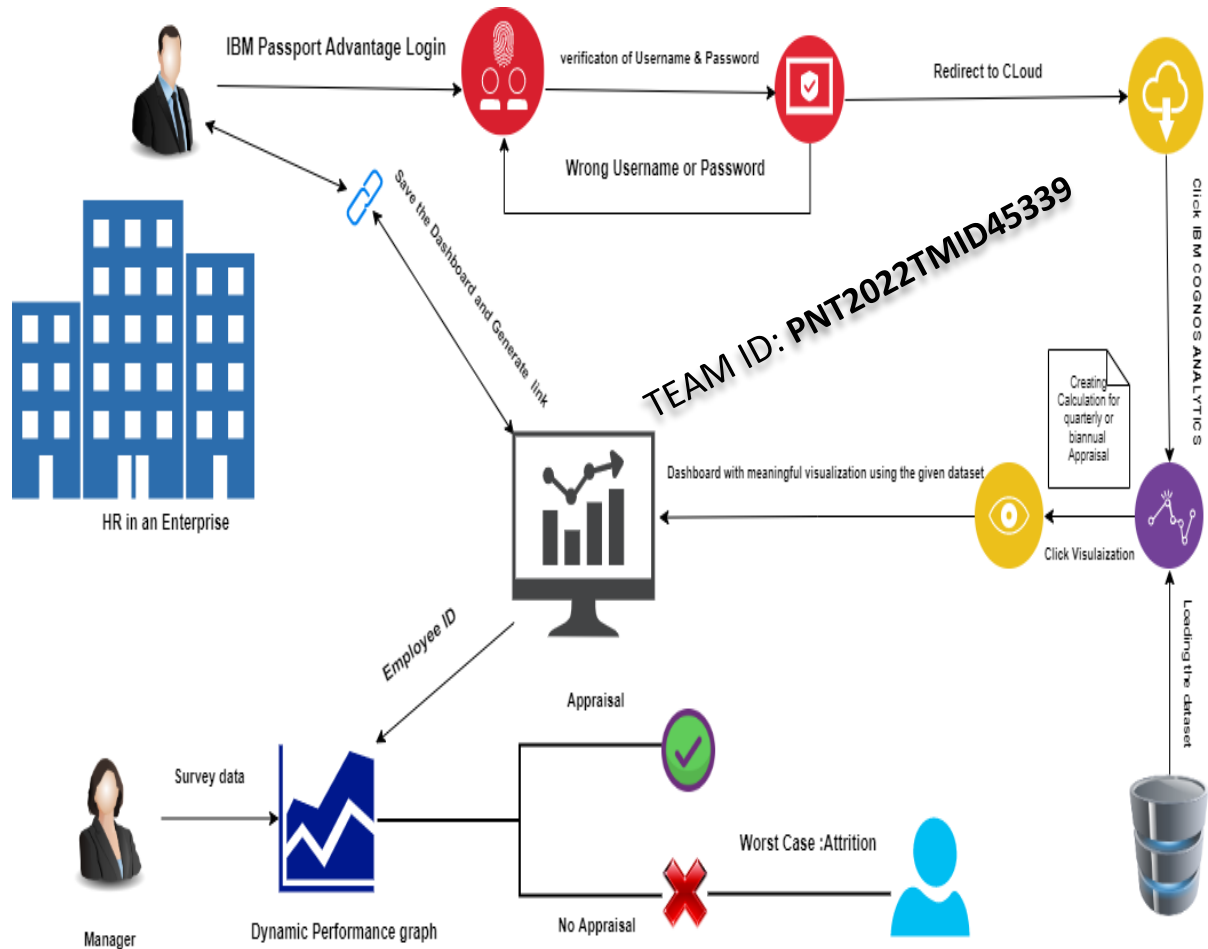 IBM Passport Advantage Login
verificaton of Username & Password
Redirect to CLoud
Wrong Username or Password
Save the Dashboard and Generate link
TEAM ID: PNT2022TMID45339
Click IBM COGNOS ANALYTICS
Creating
Calculation for
quarterly or
biannual
Appraisal
Dashboard with meaningful visualization using the given dataset
HR in an Enterprise
Click Visulaization
Loading the dataset
Employee ID
Appraisal
Survey data
Worst Case :Attrition
No Appraisal
Dynamic Performance graph
Manager